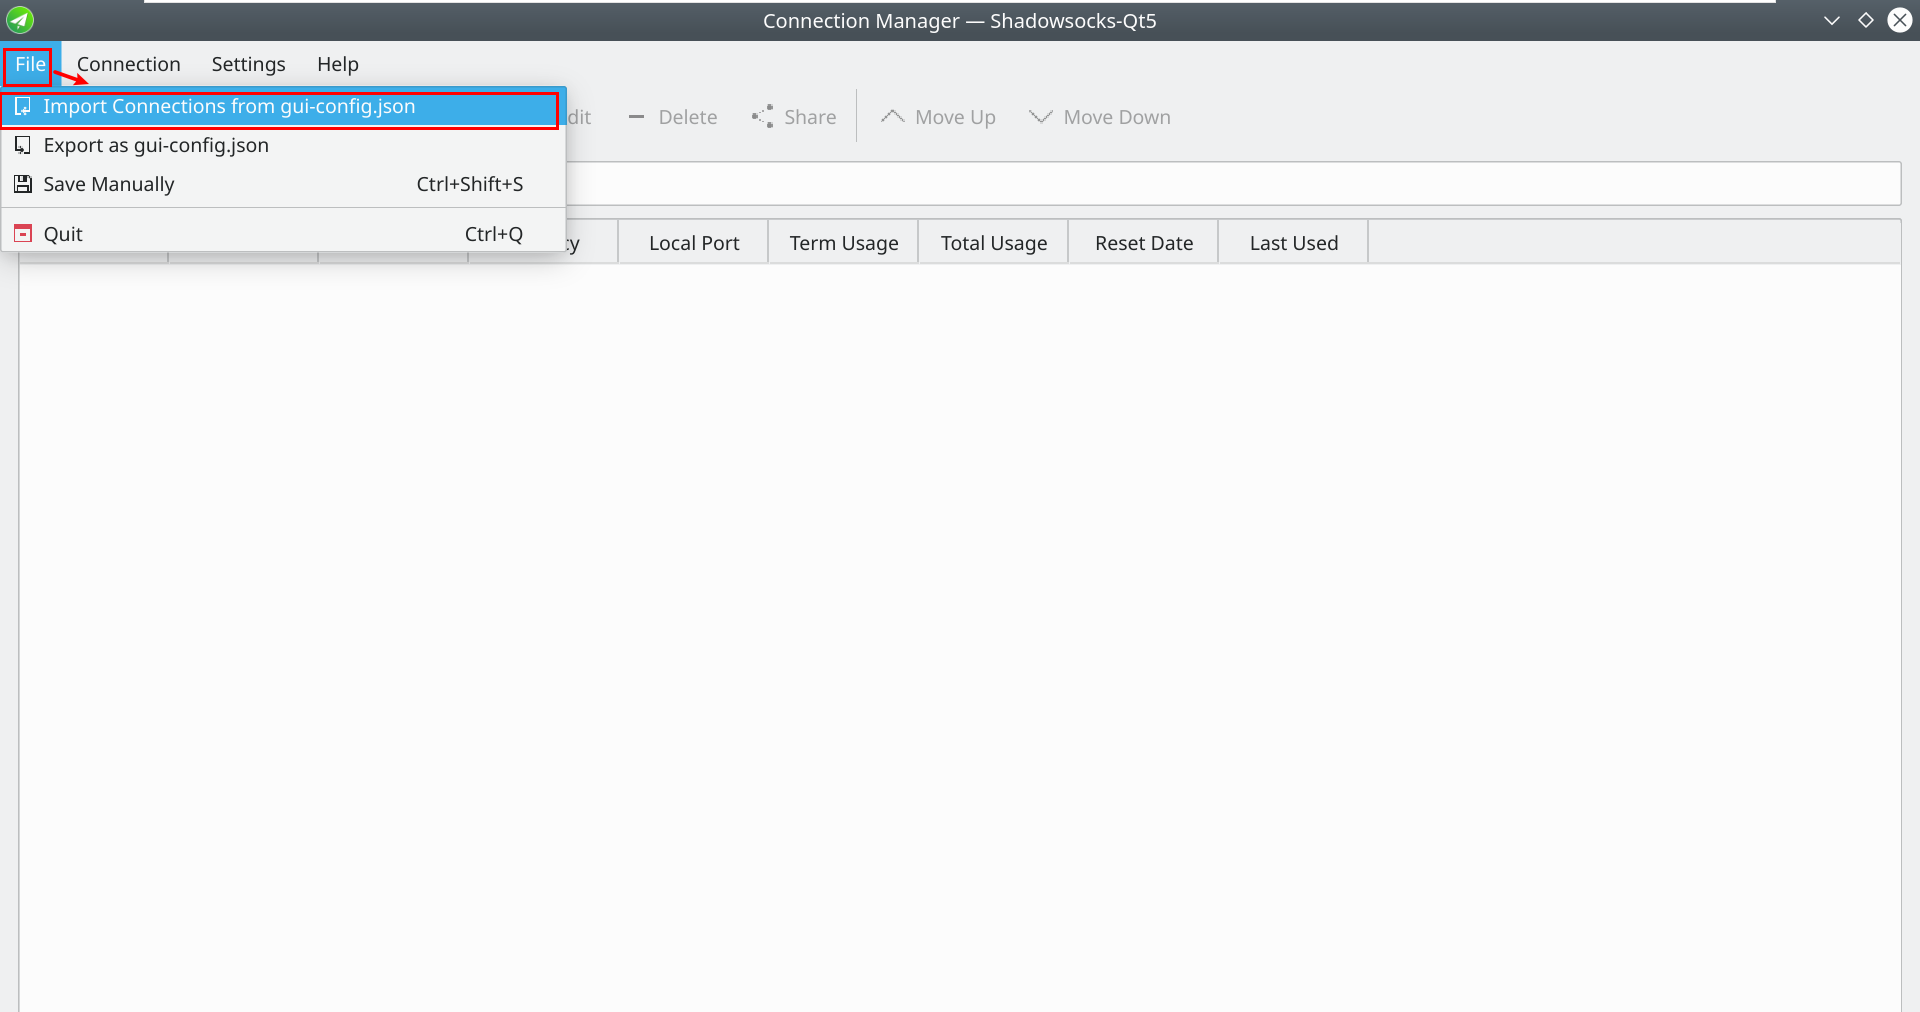 Connection Manager — Shadowsocks-Qt5
File Connection Settings Help
Import Connections from gui-config.json
Export as gui-config.json
Save Manually Ctrl+Shift+S
Quit Ctrl+Q
Delete Share Move Up Move Down
Local Port Term Usage Total Usage Reset Date Last Used